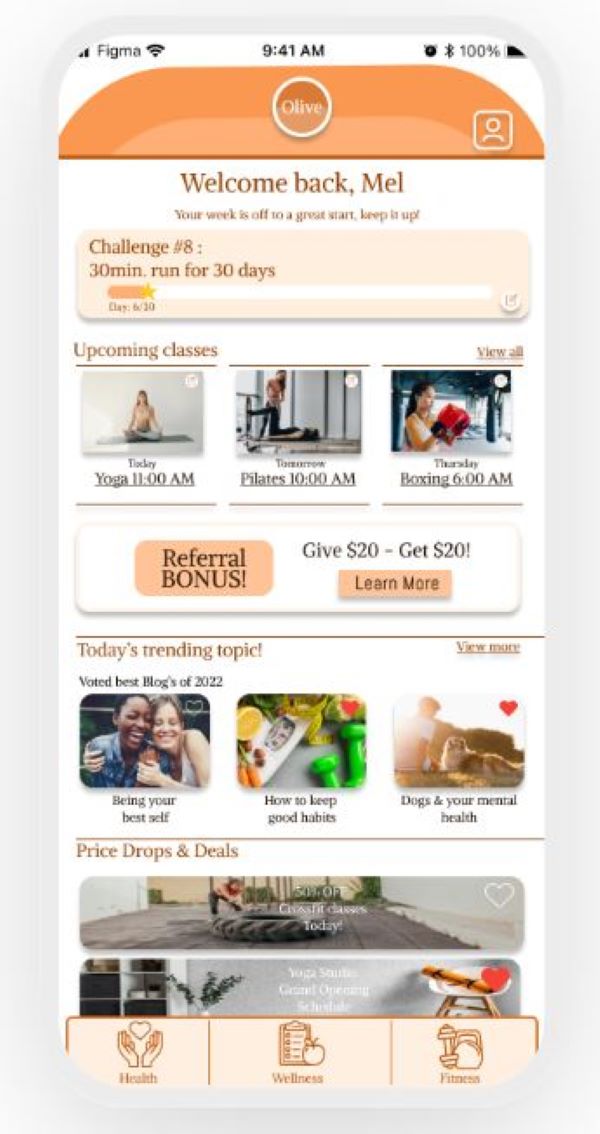 Figma
9:41 AM
100%
Olive
Welcome back, Mel
Your week is off to a great start, keep it up!
Challenge #8 :
30min. run for 30 days
Day: 6/30
Upcoming classes
View all
Today
Yoga 11:00 AM
Tomorrow
Pilates 10:00 AM
Thursday
Boxing 6:00 AM
Referral
BONUS!
Give $20 - Get $20!
Learn More
Today's trending topic!
View more
Voted best Blog's of 2022
Being your
best self
How to keep
good habits
Dogs & your mental
health
Price Drops & Deals
50% OFF
Crossfit classes
Today!
Yoga Studio
Grand Opening
Schedule
Health
Wellness
Fitness